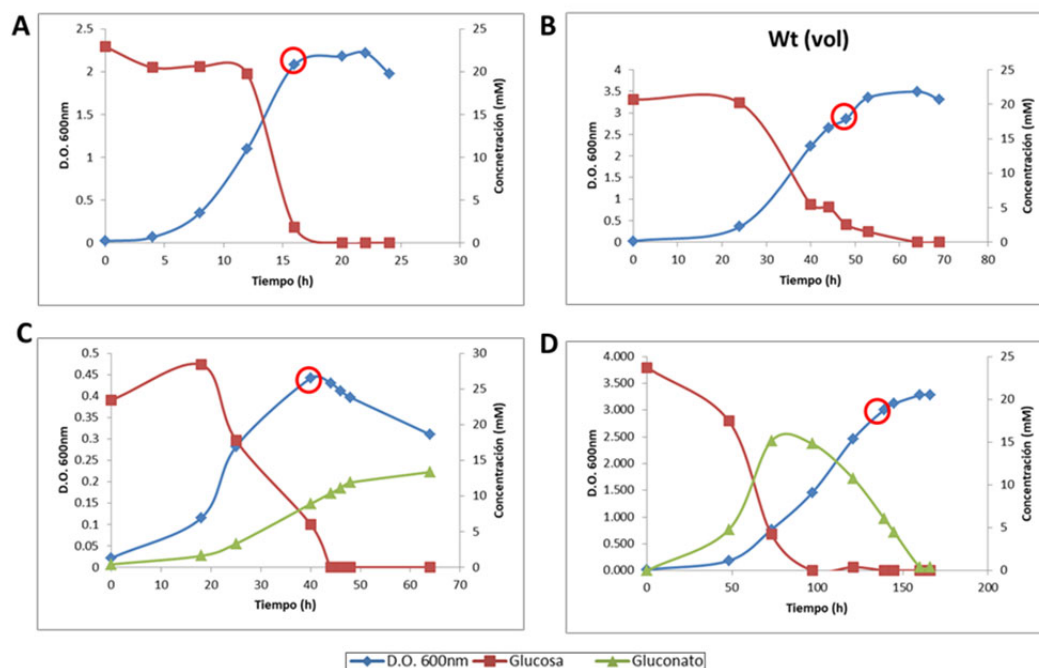 A
D.O. 600nm
2.5
2
1.5
1
0.5
0
25
20
15
10
5
0
Concnetración (mM)
0 5 10 15 20 25 30
Tiempo (h)
B
Wt (vol)
D.O. 600nm
4
3.5
3
2.5
2
1.5
1
0.5
0
25
20
15
10
5
0
Concentración (mM)
0 10 20 30 40 50 60 70 80
Tiempo (h)
C
D.O. 600nm
0.5
0.45
0.4
0.35
0.3
0.25
0.2
0.15
0.1
0.05
0
30
25
20
15
10
5
0
Concentración (mM)
0 10 20 30 40 50 60 70
Tiempo (h)
D
D.O. 600nm
4.000
3.500
3.000
2.500
2.000
1.500
1.000
0.500
0.000
25
20
15
10
5
0
Concentración (mM)
0 50 100 150 200
Tiempo (h)
D.O. 600nm Glucosa Gluconato